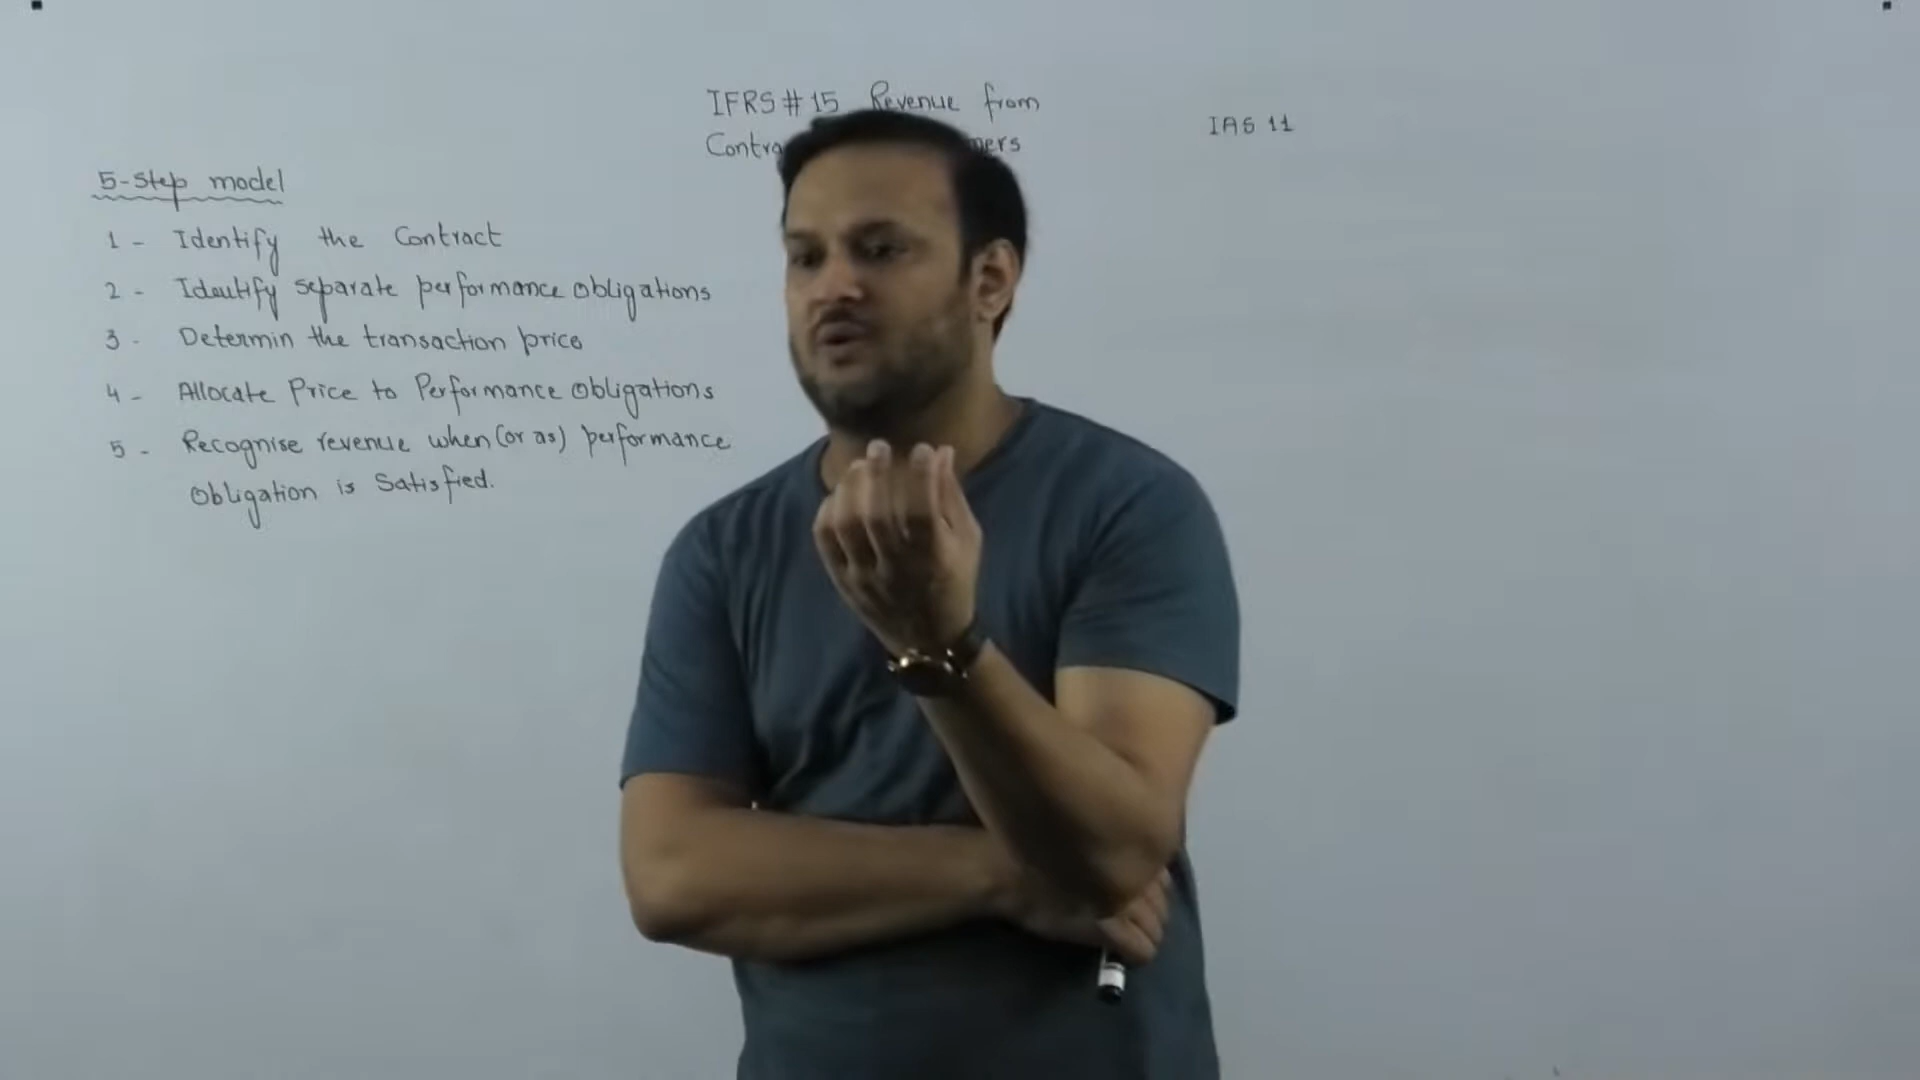 IFRS # 15 Revenue from
IAS 11
5-Step model
1 - Identify the Contract
2 - Identify separate performance obligations
3 - Determin the transaction price
4 - Allocate Price to Performance Obligations
5 - Recognise revenue when (or as) performance
Obligation is Satisfied.